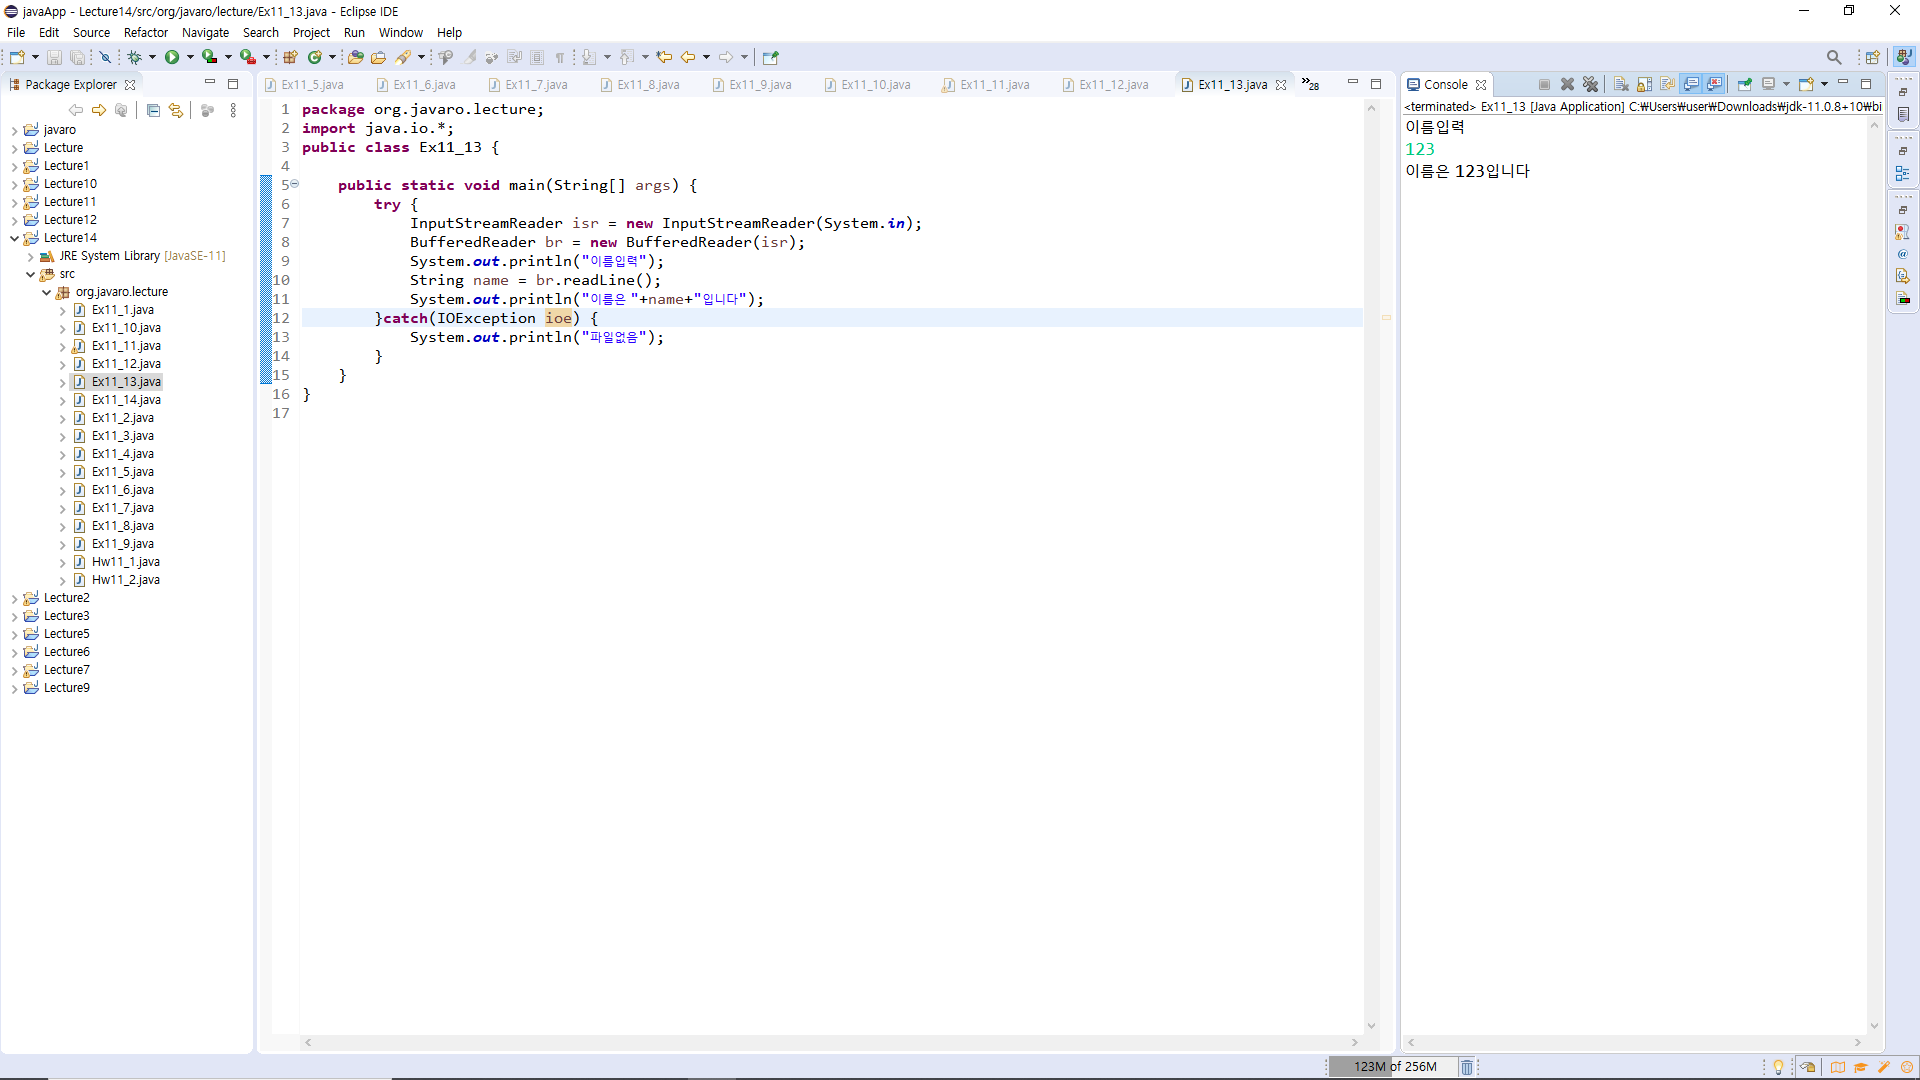 javaApp - Lecture14/src/org/javaro/lecture/Ex11_13.java - Eclipse IDE
File Edit Source Refactor Navigate Search Project Run Window Help
Package Explorer
javaro
Lecture
Lecture1
Lecture10
Lecture11
Lecture12
Lecture14
JRE System Library [JavaSE-11]
src
org.javaro.lecture
Ex11_1.java
Ex11_10.java
Ex11_11.java
Ex11_12.java
Ex11_13.java
Ex11_14.java
Ex11_2.java
Ex11_3.java
Ex11_4.java
Ex11_5.java
Ex11_6.java
Ex11_7.java
Ex11_8.java
Ex11_9.java
Hw11_1.java
Hw11_2.java
Lecture2
Lecture3
Lecture5
Lecture6
Lecture7
Lecture9
Ex11_5.java Ex11_6.java Ex11_7.java Ex11_8.java Ex11_9.java Ex11_10.java Ex11_11.java Ex11_12.java Ex11_13.java »28
1 package org.javaro.lecture;
2 import java.io.*;
3 public class Ex11_13 {
4
5 public static void main(String[] args) {
6 try {
7 InputStreamReader isr = new InputStreamReader(System.in);
8 BufferedReader br = new BufferedReader(isr);
9 System.out.println("이름입력");
10 String name = br.readLine();
11 System.out.println("이름은 "+name+"입니다");
12 }catch(IOException ioe) {
13 System.out.println("파일없음");
14 }
15 }
16 }
17
Console
<terminated> Ex11_13 [Java Application] C:₩Users₩user₩Downloads₩jdk-11.0.8+10₩bi
이름입력
123
이름은 123입니다
123M of 256M